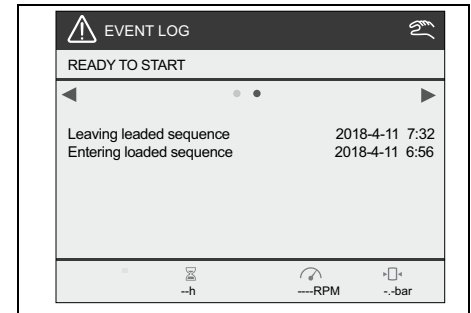 EVENT LOG
READY TO START
Leaving leaded sequence 2018-4-11 7:32
Entering loaded sequence 2018-4-11 6:56
--h ----RPM -.-bar